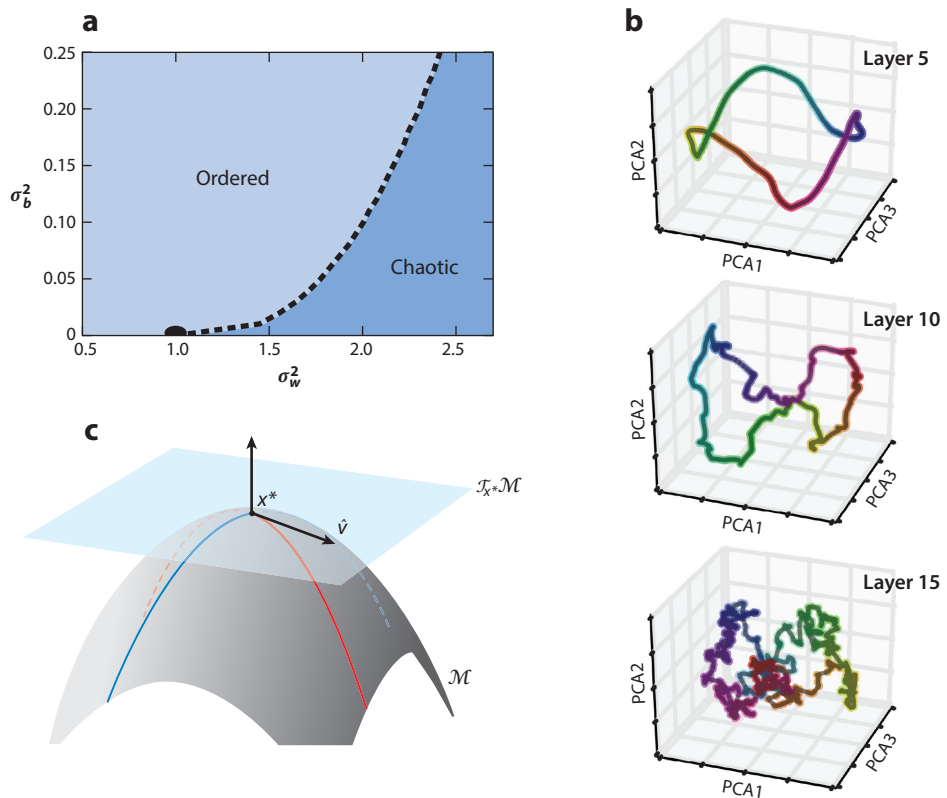 a
0.25
0.20
0.15
0.10
0.05
0
σ_b^2
Ordered
Chaotic
0.5 1.0 1.5 2.0 2.5
σ_w^2
b
Layer 5
PCA2
PCA1
PCA3
Layer 10
PCA2
PCA1
PCA3
Layer 15
PCA2
PCA1
PCA3
c
x*
v̂
𝒯_x*ℳ
ℳ